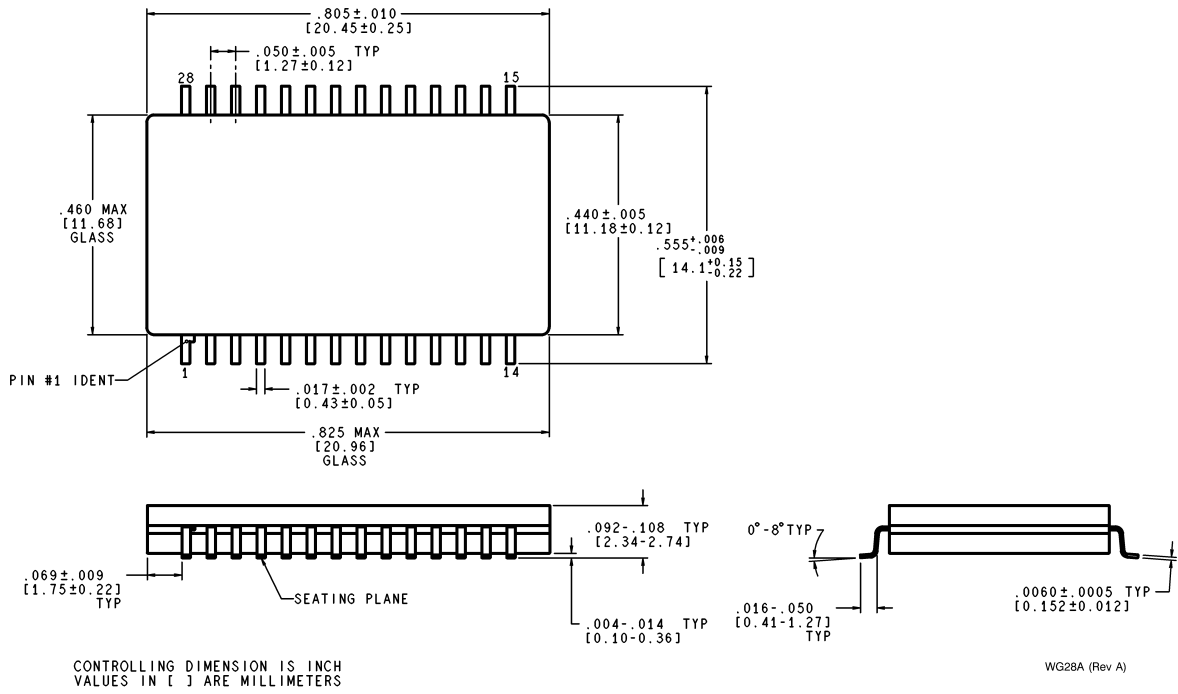 .805±.010
[20.45±0.25]
.050±.005 TYP
[1.27±0.12]
28
15
.460 MAX
[11.68]
GLASS
.440±.005
[11.18±0.12]
.555+.006-.009
[14.1+0.15-0.22]
PIN #1 IDENT
1
14
.017±.002 TYP
[0.43±0.05]
.825 MAX
[20.96]
GLASS
.092-.108 TYP
[2.34-2.74]
0°-8°TYP
.069±.009
[1.75±0.22]
TYP
SEATING PLANE
.004-.014 TYP
[0.10-0.36]
.016-.050
[0.41-1.27]
TYP
.0060±.0005 TYP
[0.152±0.012]
CONTROLLING DIMENSION IS INCH
VALUES IN [ ] ARE MILLIMETERS
WG28A (Rev A)